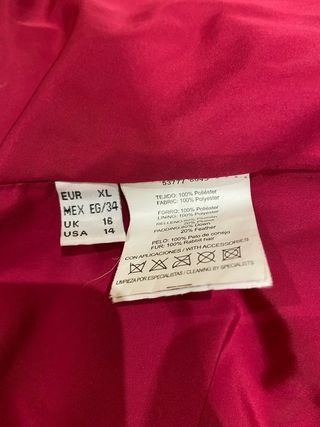 EUR XL
MEX EG/34
UK 16
USA 14
TEJIDO: 100% Poliéster
FABRIC: 100% Polyester
FORRO: 100% Poliéster
LINING: 100% Polyester
20% Feather
PELO: 100% Pelo de conejo
FUR: 100% Rabbit hair
CON APLICACIONES / WITH ACCESSORIES
LIMPIEZA POR ESPECIALISTAS / CLEANING BY SPECIALISTS